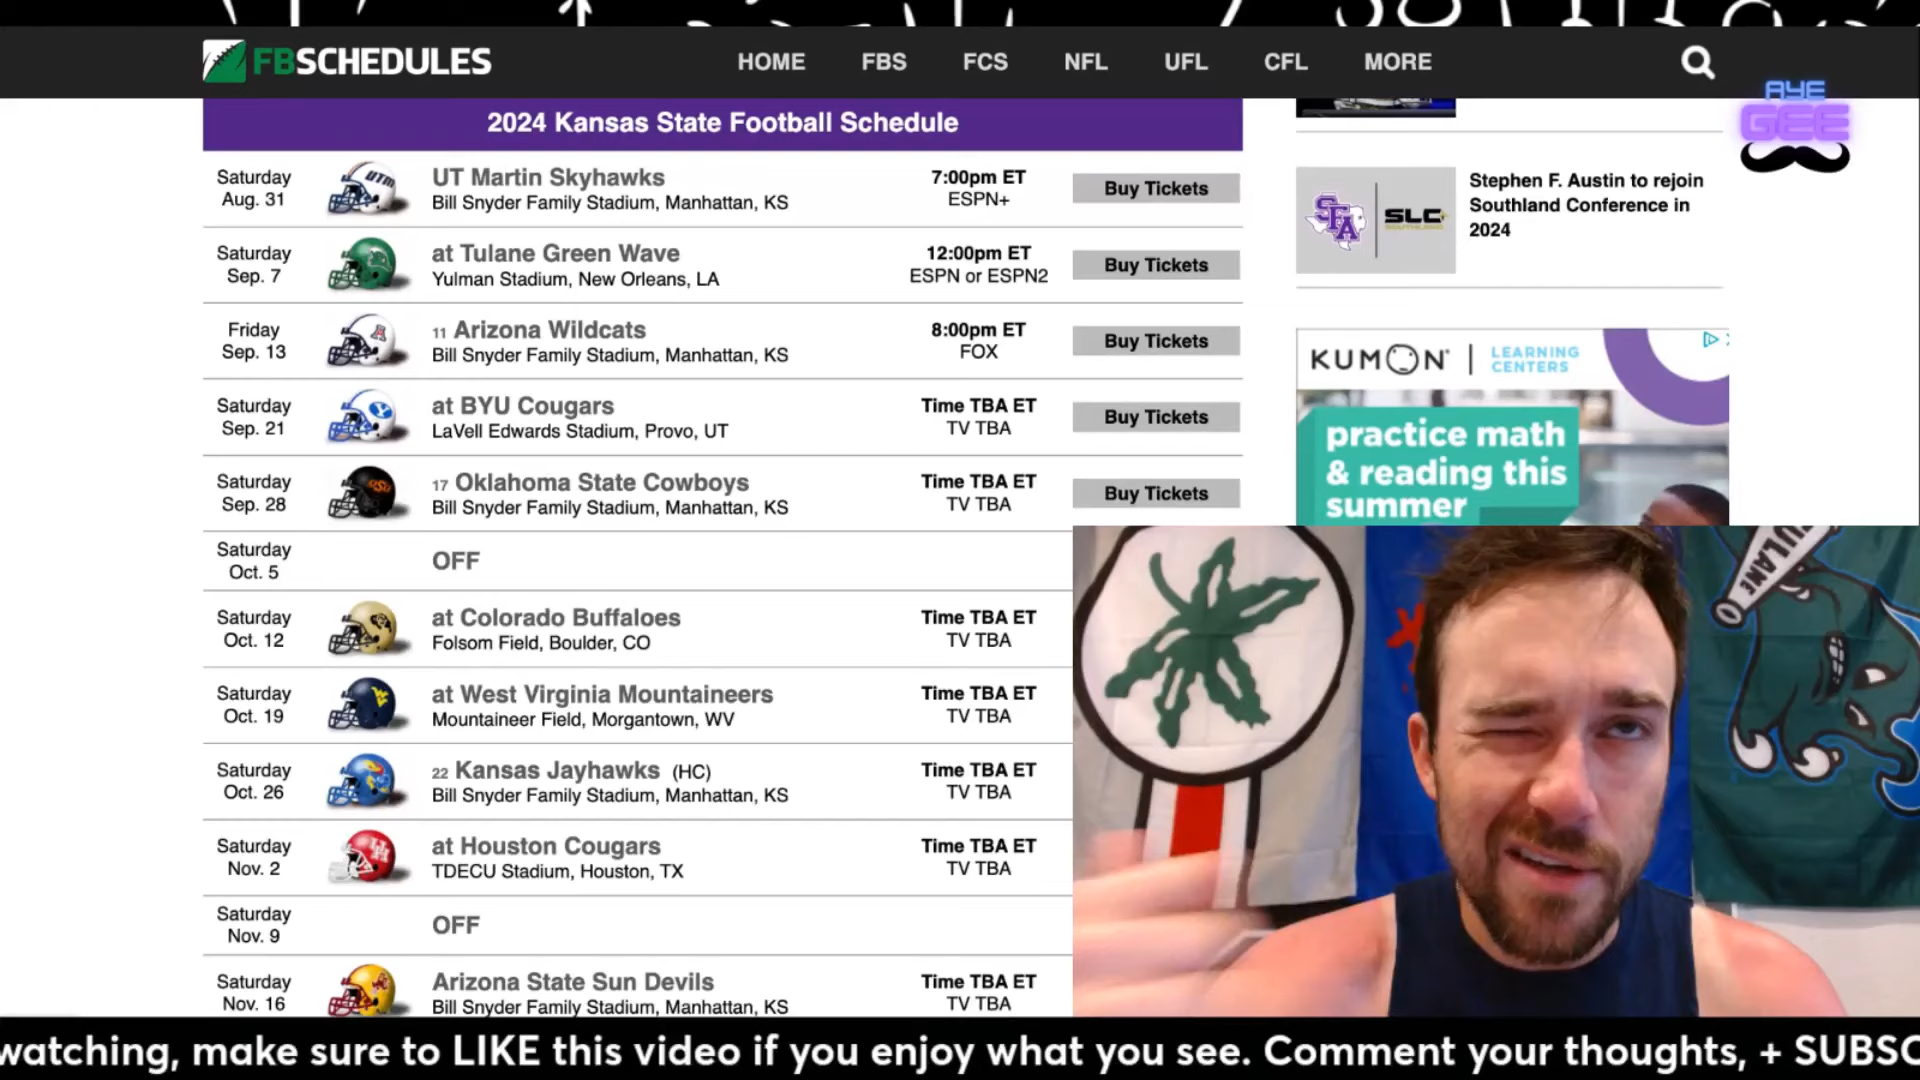 FBSCHEDULES
HOME FBS FCS NFL UFL CFL MORE
AYE
GEE
2024 Kansas State Football Schedule
Saturday
Aug. 31
UTM
UT Martin Skyhawks
Bill Snyder Family Stadium, Manhattan, KS
7:00pm ET
ESPN+
Buy Tickets
Saturday
Sep. 7
at Tulane Green Wave
Yulman Stadium, New Orleans, LA
12:00pm ET
ESPN or ESPN2
Buy Tickets
Friday
Sep. 13
A
11 Arizona Wildcats
Bill Snyder Family Stadium, Manhattan, KS
8:00pm ET
FOX
Buy Tickets
Saturday
Sep. 21
Y
at BYU Cougars
LaVell Edwards Stadium, Provo, UT
Time TBA ET
TV TBA
Buy Tickets
Saturday
Sep. 28
OSU
17 Oklahoma State Cowboys
Bill Snyder Family Stadium, Manhattan, KS
Time TBA ET
TV TBA
Buy Tickets
Saturday
Oct. 5
OFF
Saturday
Oct. 12
CU
at Colorado Buffaloes
Folsom Field, Boulder, CO
Time TBA ET
TV TBA
Saturday
Oct. 19
WV
at West Virginia Mountaineers
Mountaineer Field, Morgantown, WV
Time TBA ET
TV TBA
Saturday
Oct. 26
22 Kansas Jayhawks (HC)
Bill Snyder Family Stadium, Manhattan, KS
Time TBA ET
TV TBA
Saturday
Nov. 2
UH
at Houston Cougars
TDECU Stadium, Houston, TX
Time TBA ET
TV TBA
Saturday
Nov. 9
OFF
Saturday
Nov. 16
Arizona State Sun Devils
Bill Snyder Family Stadium, Manhattan, KS
Time TBA ET
TV TBA
SFA
SLC
SOUTHLAND
Stephen F. Austin to rejoin
Southland Conference in
2024
KUMON
LEARNING
CENTERS
practice math
& reading this
summer
TULANE
watching, make sure to LIKE this video if you enjoy what you see. Comment your thoughts, + SUBSC